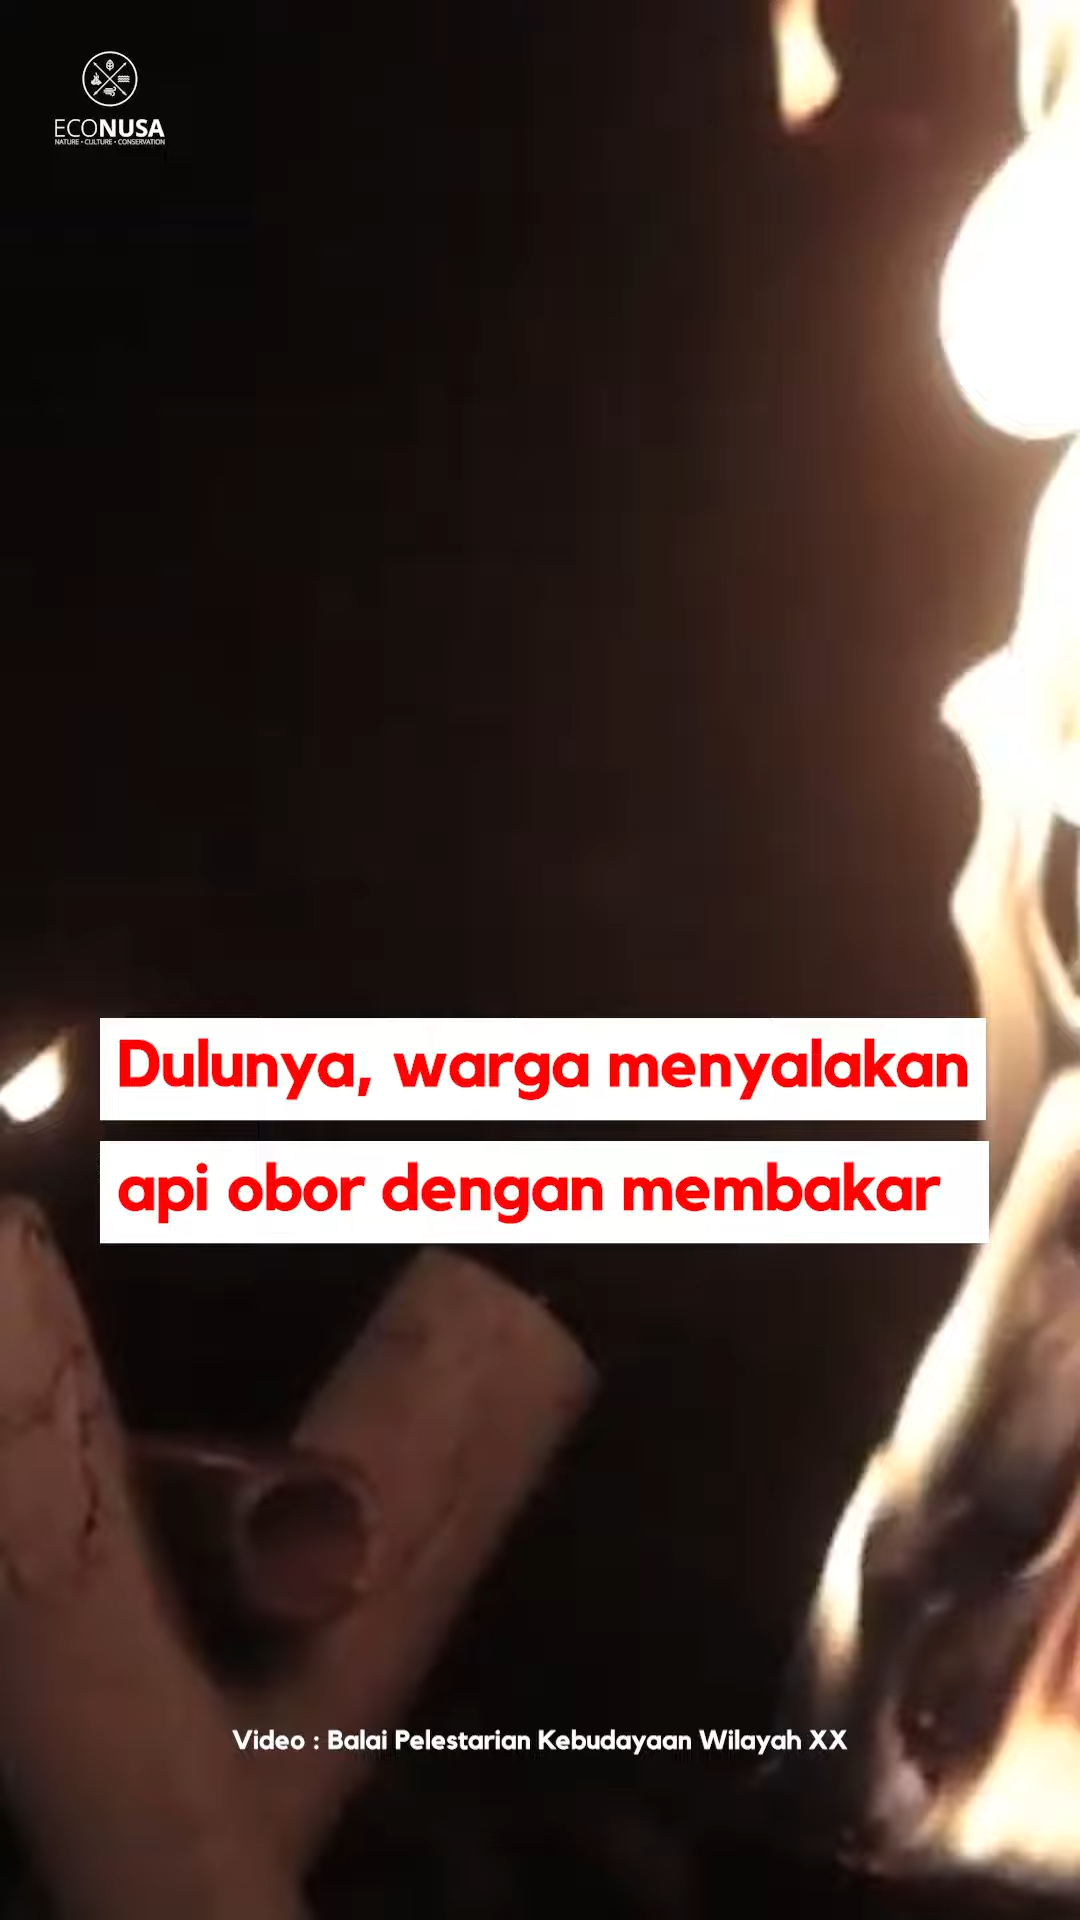 ECONUSA
NATURE • CULTURE • CONSERVATION
Dulunya, warga menyalakan
api obor dengan membakar
Video : Balai Pelestarian Kebudayaan Wilayah XX